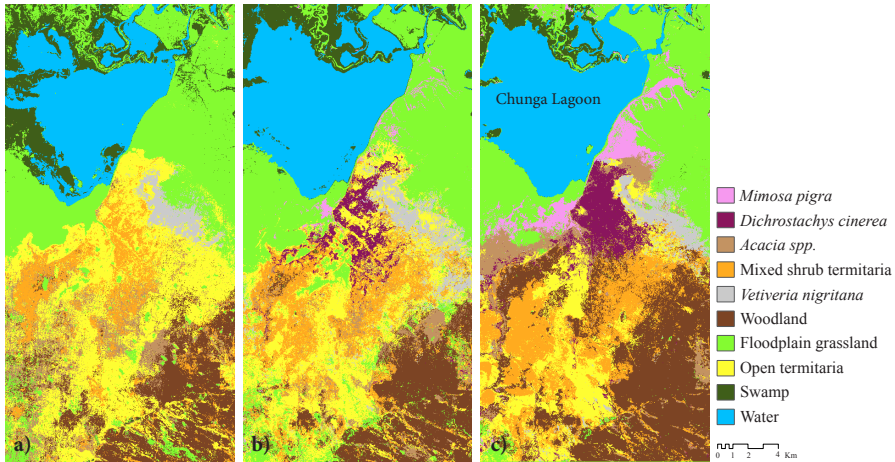 Chunga Lagoon
Mimosa pigra
Dichrostachys cinerea
Acacia spp.
Mixed shrub termitaria
Vetiveria nigritana
Woodland
Floodplain grassland
Open termitaria
Swamp
Water
a)
b)
c)
0 1 2 4 Km